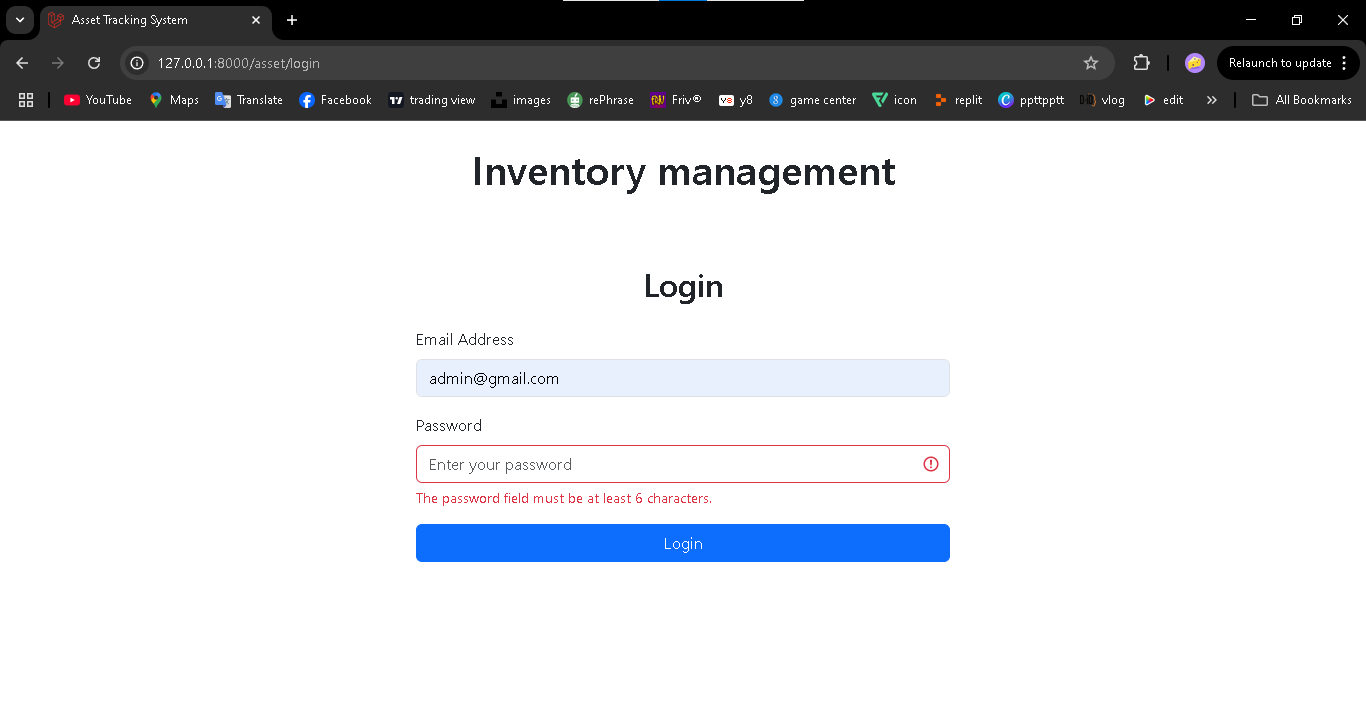 Asset Tracking System
127.0.0.1:8000/asset/login
Relaunch to update
YouTube Maps Translate Facebook trading view images rePhrase Friv® y8 game center icon replit ppttpptt vlog edit » All Bookmarks
Inventory management
Login
Email Address
admin@gmail.com
Password
Enter your password
The password field must be at least 6 characters.
Login